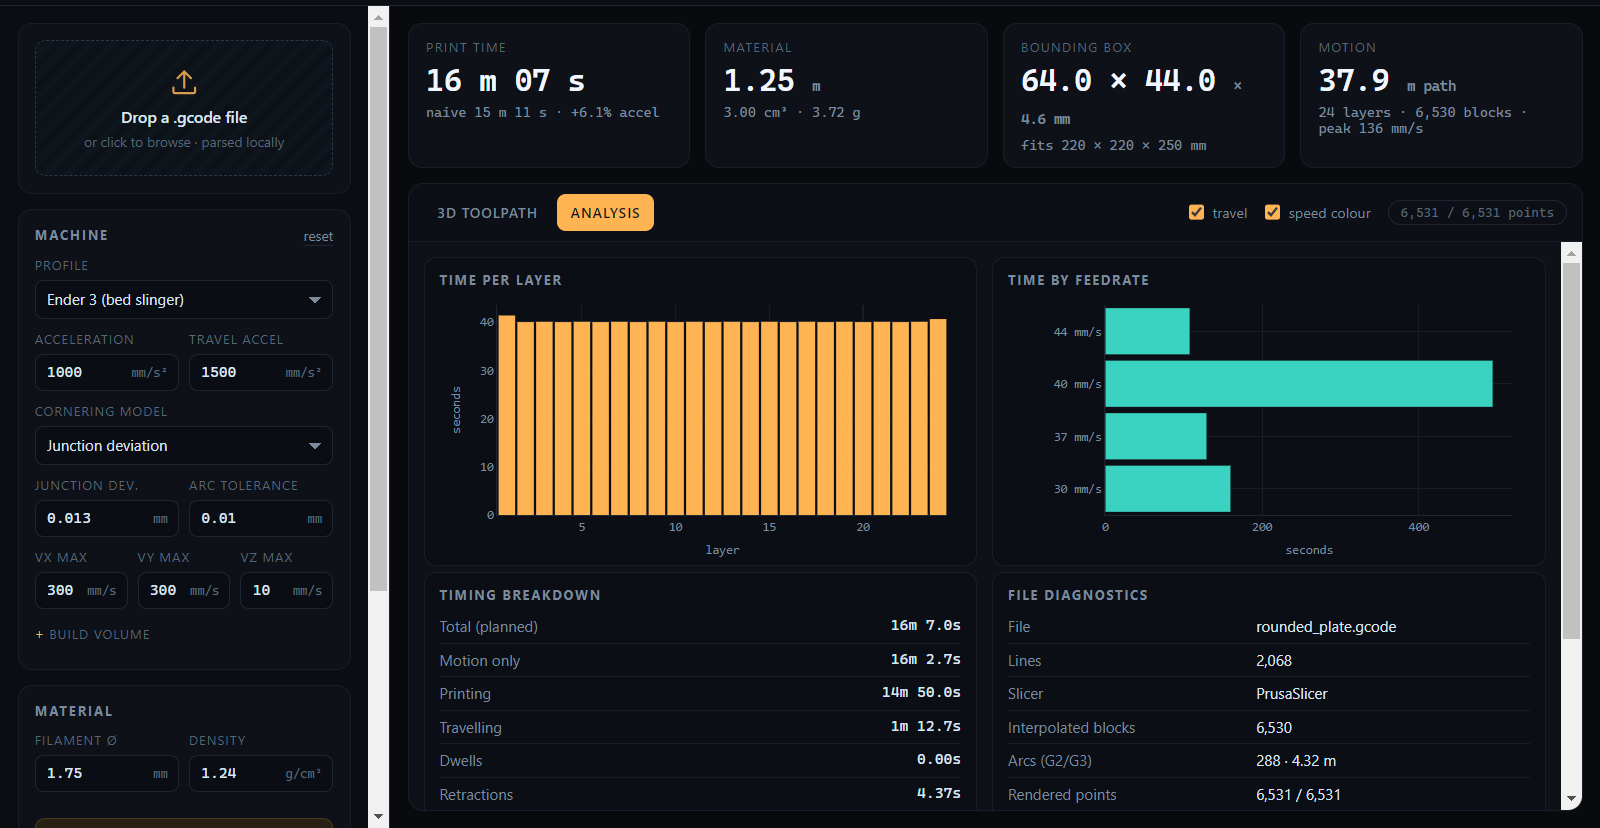 Drop a .gcode file
or click to browse · parsed locally
MACHINE
reset
PROFILE
Ender 3 (bed slinger)
ACCELERATION
TRAVEL ACCEL
1000 mm/s²
1500 mm/s²
CORNERING MODEL
Junction deviation
JUNCTION DEV.
ARC TOLERANCE
0.013 mm
0.01 mm
VX MAX
VY MAX
VZ MAX
300 mm/s
300 mm/s
10 mm/s
+ BUILD VOLUME
MATERIAL
FILAMENT Ø
DENSITY
1.75 mm
1.24 g/cm³
PRINT TIME
16 m 07 s
naive 15 m 11 s · +6.1% accel
MATERIAL
1.25 m
3.00 cm³ · 3.72 g
BOUNDING BOX
64.0 × 44.0 ×
4.6 mm
fits 220 × 220 × 250 mm
MOTION
37.9 m path
24 layers · 6,530 blocks ·
peak 136 mm/s
3D TOOLPATH
ANALYSIS
travel
speed colour
6,531 / 6,531 points
TIME PER LAYER
40
30
20
10
0
seconds
5
10
15
20
layer
TIME BY FEEDRATE
44 mm/s
40 mm/s
37 mm/s
30 mm/s
0
200
400
seconds
TIMING BREAKDOWN
Total (planned) 16m 7.0s
Motion only 16m 2.7s
Printing 14m 50.0s
Travelling 1m 12.7s
Dwells 0.00s
Retractions 4.37s
FILE DIAGNOSTICS
File rounded_plate.gcode
Lines 2,068
Slicer PrusaSlicer
Interpolated blocks 6,530
Arcs (G2/G3) 288 · 4.32 m
Rendered points 6,531 / 6,531